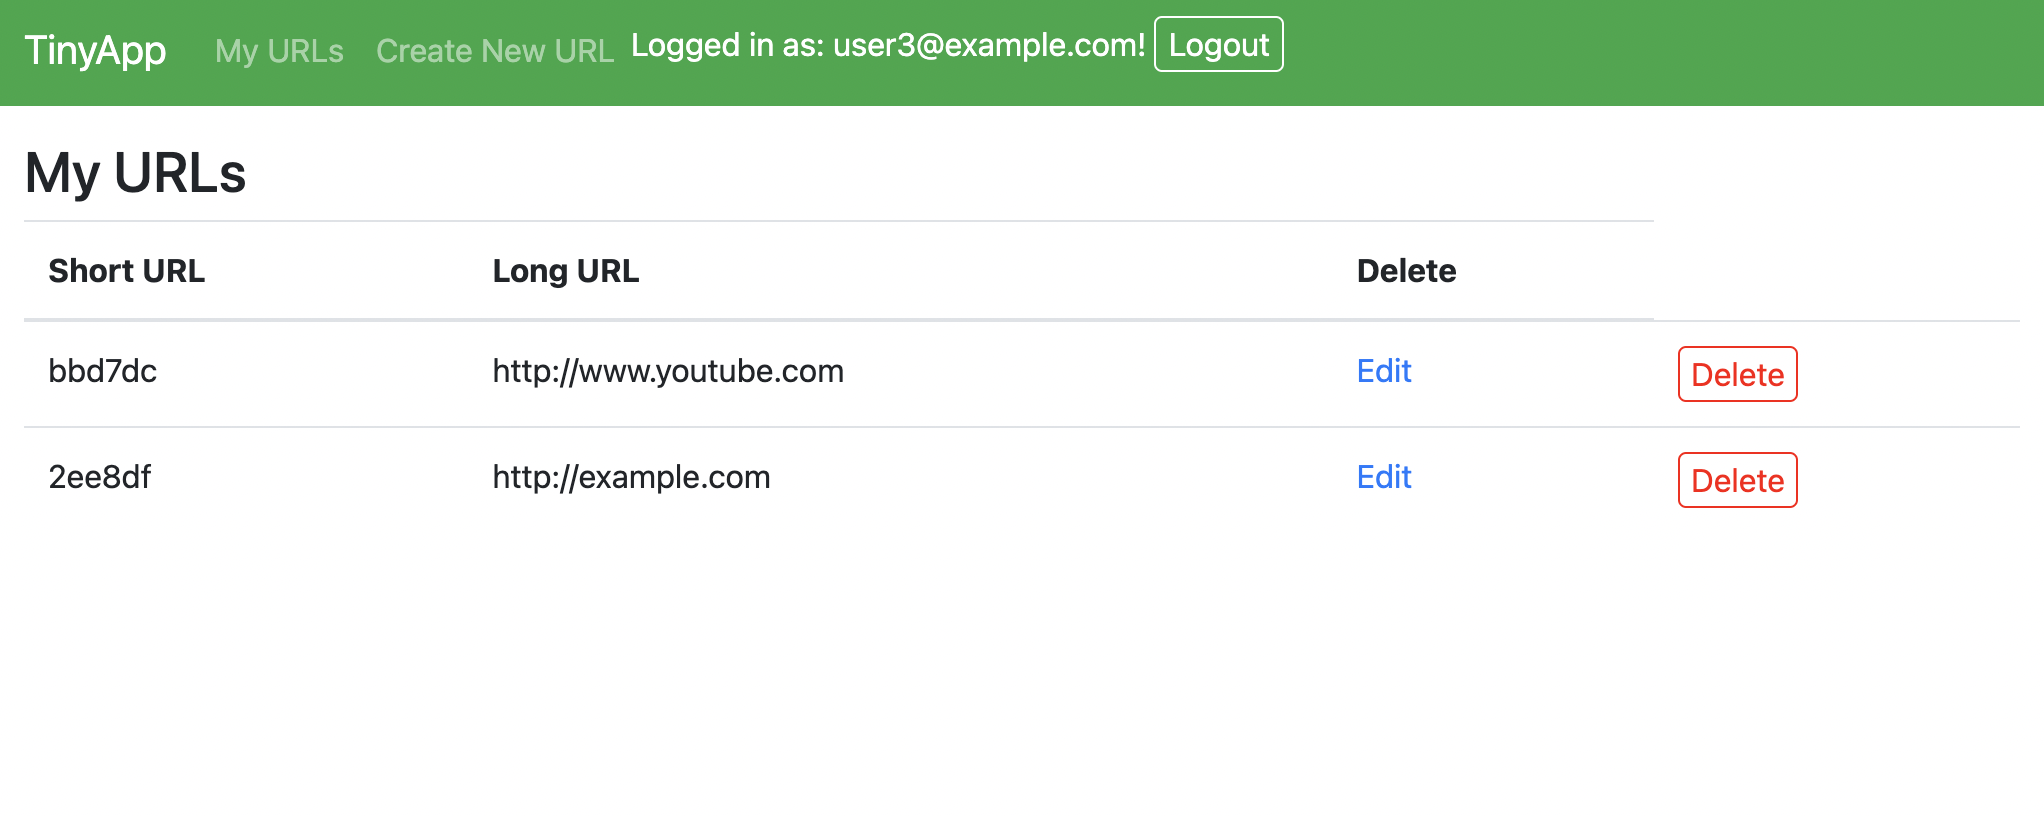 TinyApp My URLs Create New URL Logged in as: user3@example.com! Logout
My URLs
Short URL Long URL Delete
bbd7dc http://www.youtube.com Edit Delete
2ee8df http://example.com Edit Delete